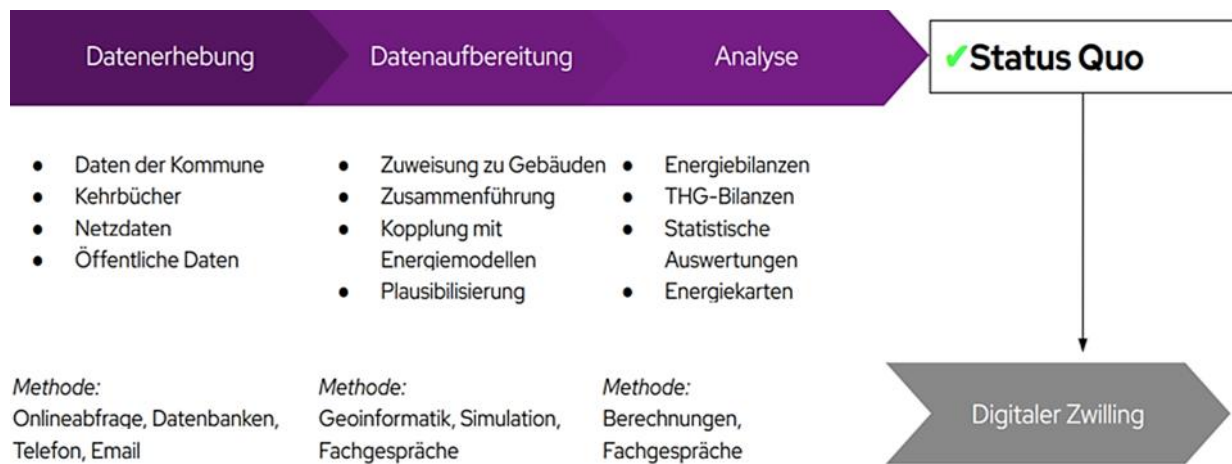 Datenerhebung
Datenaufbereitung
Analyse
✓Status Quo
● Daten der Kommune
● Kehrbücher
● Netzdaten
● Öffentliche Daten
● Zuweisung zu Gebäuden
● Zusammenführung
● Kopplung mit
Energiemodellen
● Plausibilisierung
● Energiebilanzen
● THG-Bilanzen
● Statistische
Auswertungen
● Energiekarten
Methode:
Onlineabfrage, Datenbanken,
Telefon, Email
Methode:
Geoinformatik, Simulation,
Fachgespräche
Methode:
Berechnungen,
Fachgespräche
Digitaler Zwilling